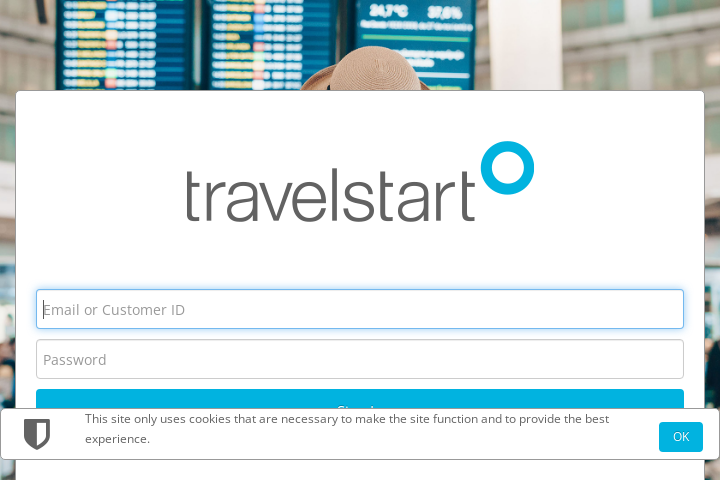 24,7°C 37,6%
travelstart
Email or Customer ID
Password
This site only uses cookies that are necessary to make the site function and to provide the best
experience.
OK